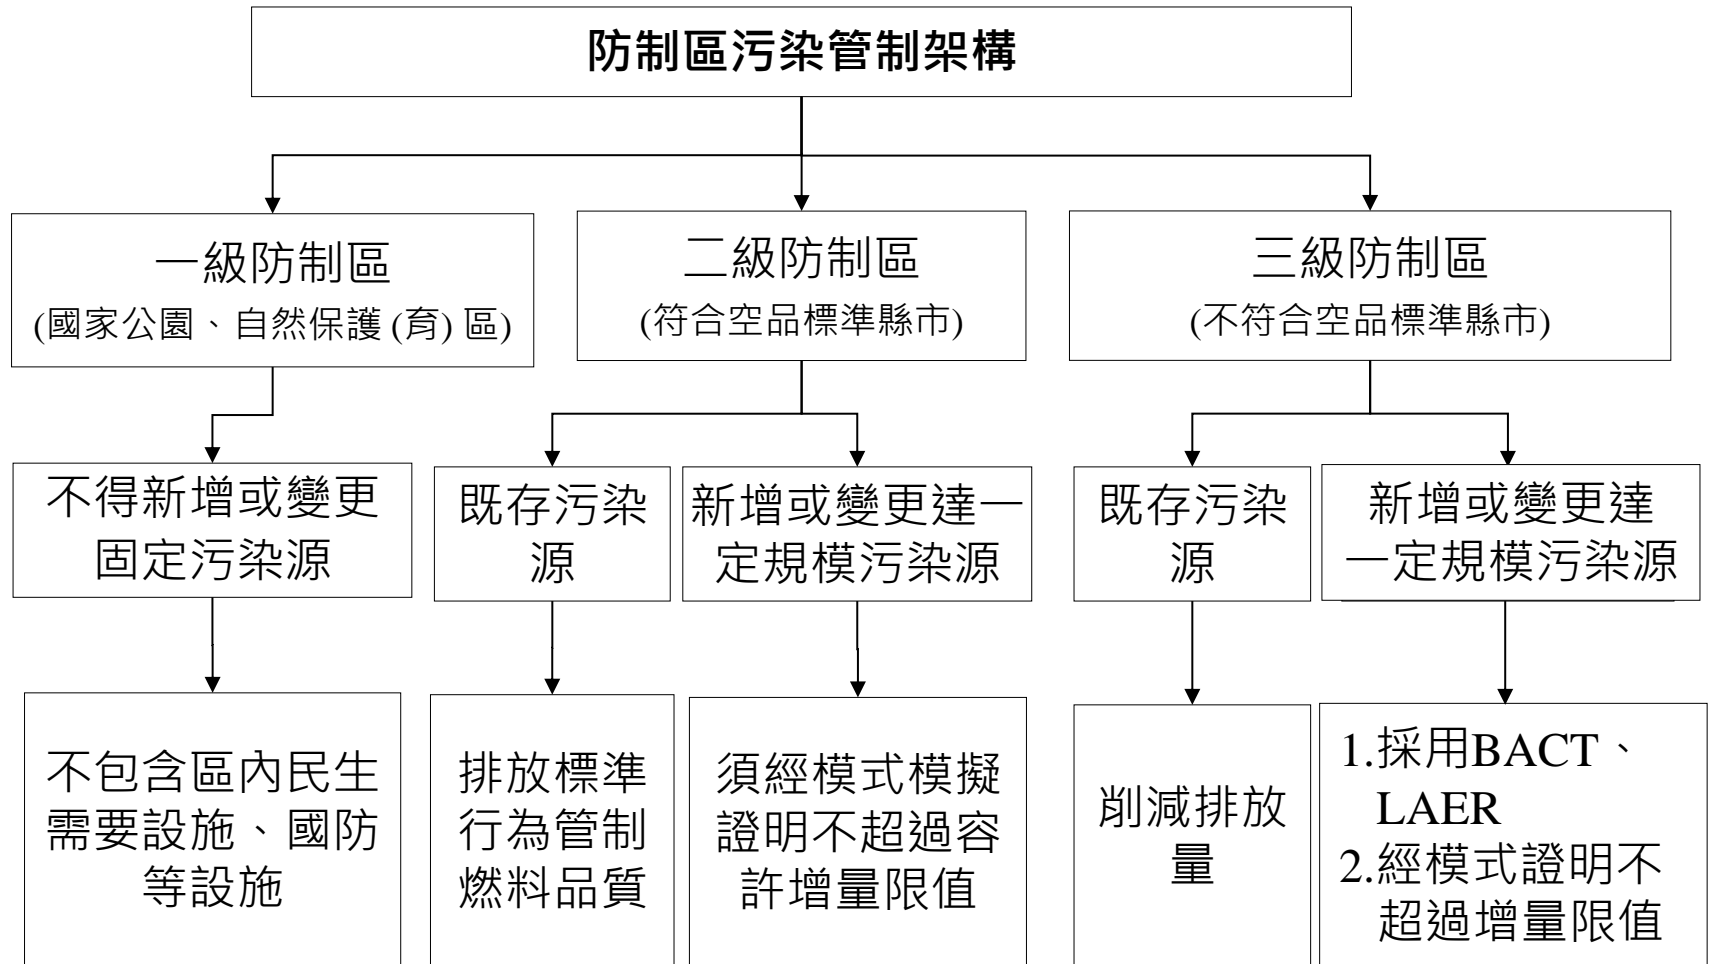 防制區污染管制架構
一級防制區
(國家公園、自然保護 (育) 區)
二級防制區
(符合空品標準縣市)
三級防制區
(不符合空品標準縣市)
不得新增或變更
固定污染源
既存污染
源
新增或變更達一
定規模污染源
既存污染
源
新增或變更達
一定規模污染源
不包含區內民生
需要設施、國防
等設施
排放標準
行為管制
燃料品質
須經模式模擬
證明不超過容
許增量限值
削減排放
量
1.採用BACT、
LAER
2.經模式證明不
超過增量限值